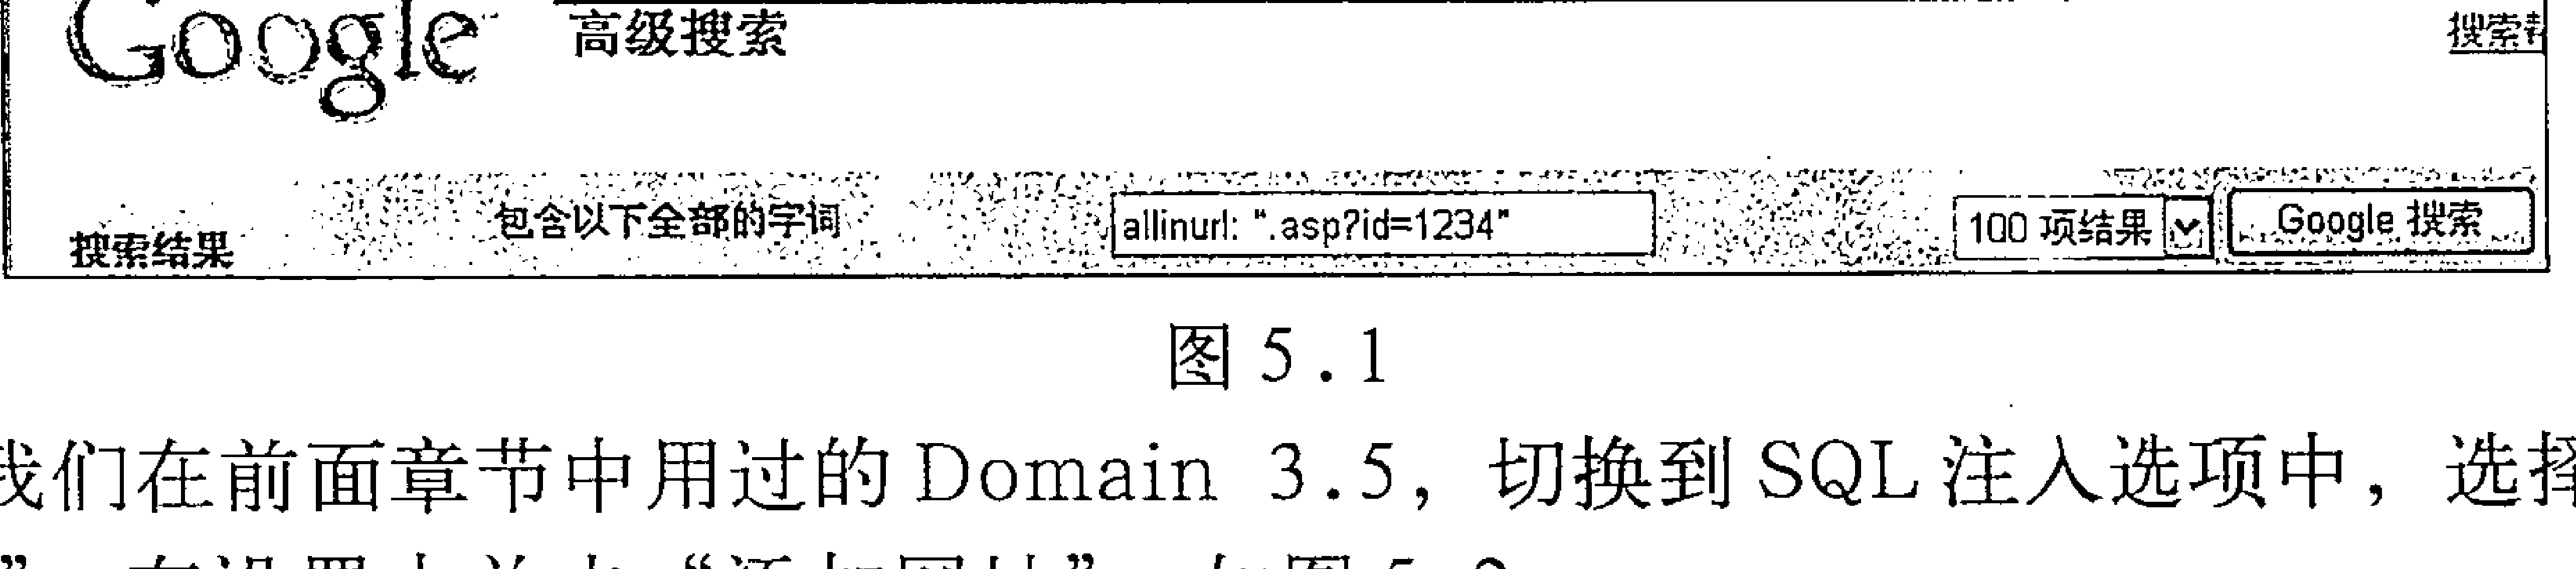 Google 高级搜索 搜索
搜索结果 包含以下全部的字词 allinurl: ".asp?id=1234" 100 项结果 Google 搜索
图 5.1
我们在前面章节中用过的 Domain 3.5，切换到 SQL 注入选项中，选择